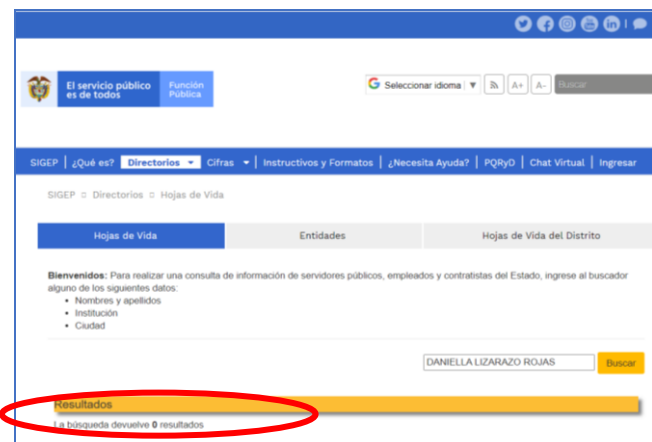 El servicio público
es de todos
Función
Pública
G Seleccionar idioma ▼ A+ A- Buscar
SIGEP | ¿Qué es? Directorios ▾ Cifras ▾ | Instructivos y Formatos | ¿Necesita Ayuda? | PQRyD | Chat Virtual | Ingresar
SIGEP □ Directorios □ Hojas de Vida
Hojas de Vida Entidades Hojas de Vida del Distrito
Bienvenidos: Para realizar una consulta de información de servidores públicos, empleados y contratistas del Estado, ingrese al buscador
alguno de los siguientes datos:
• Nombres y apellidos
• Institución
• Ciudad
DANIELLA LIZARAZO ROJAS Buscar
Resultados
La búsqueda devuelve 0 resultados